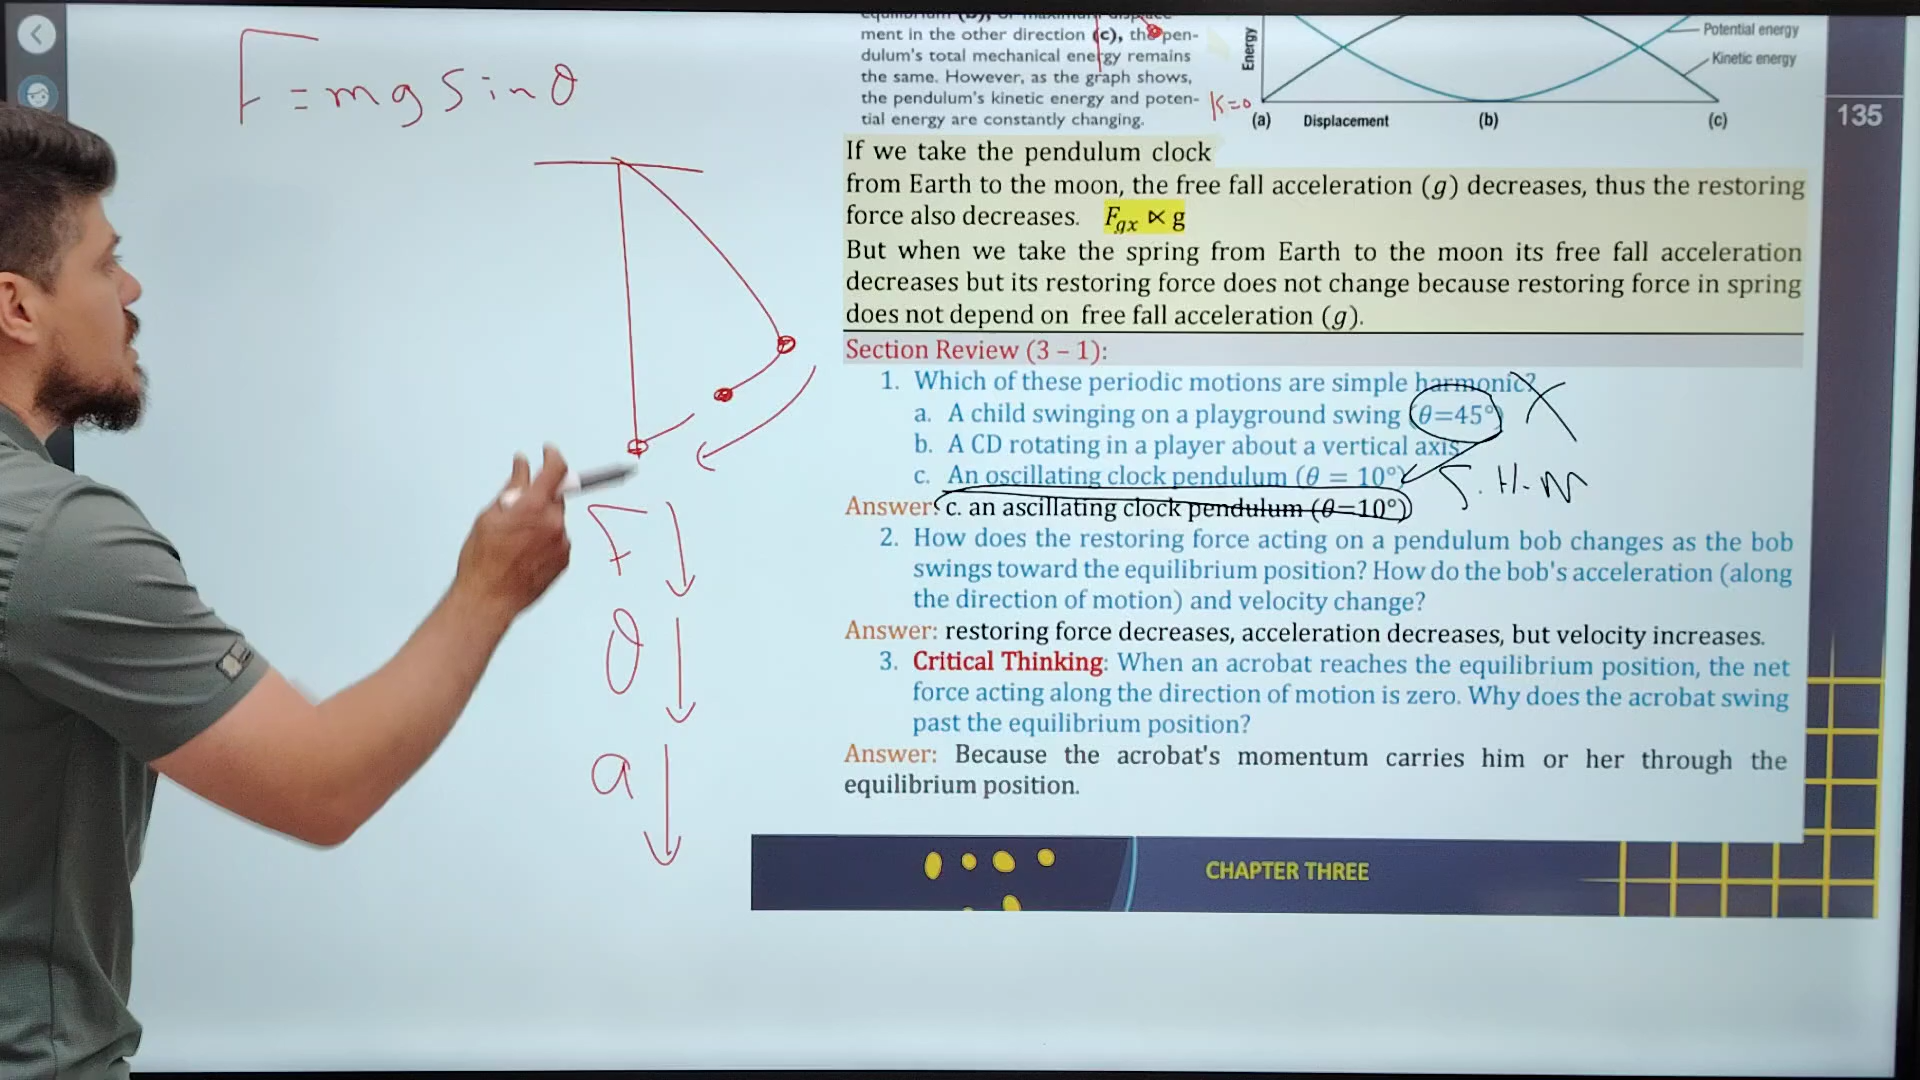 F = mg Sin θ
F
θ
a
ment in the other direction (c), the pen-
dulum's total mechanical energy remains
the same. However, as the graph shows,
the pendulum's kinetic energy and poten-
tial energy are constantly changing.
K=0
Energy
Potential energy
Kinetic energy
(a) Displacement (b) (c)
135
If we take the pendulum clock
from Earth to the moon, the free fall acceleration (g) decreases, thus the restoring
force also decreases. Fgx ∝ g
But when we take the spring from Earth to the moon its free fall acceleration
decreases but its restoring force does not change because restoring force in spring
does not depend on free fall acceleration (g).
Section Review (3 – 1):
1. Which of these periodic motions are simple harmonic?
a. A child swinging on a playground swing (θ=45°)
b. A CD rotating in a player about a vertical axis
c. An oscillating clock pendulum (θ = 10°)
S.H.M
Answer: c. an ascillating clock pendulum (θ=10°)
2. How does the restoring force acting on a pendulum bob changes as the bob
swings toward the equilibrium position? How do the bob's acceleration (along
the direction of motion) and velocity change?
Answer: restoring force decreases, acceleration decreases, but velocity increases.
3. Critical Thinking: When an acrobat reaches the equilibrium position, the net
force acting along the direction of motion is zero. Why does the acrobat swing
past the equilibrium position?
Answer: Because the acrobat's momentum carries him or her through the
equilibrium position.
CHAPTER THREE